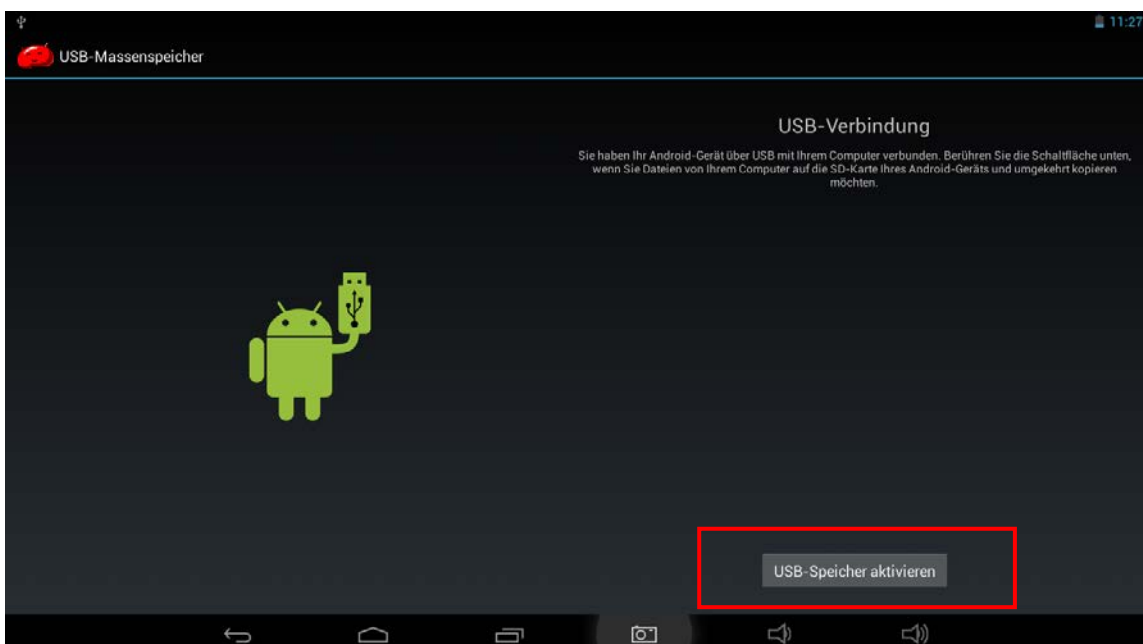 11:27
USB-Massenspeicher
USB-Verbindung
Sie haben Ihr Android-Gerät über USB mit Ihrem Computer verbunden. Berühren Sie die Schaltfläche unten,
wenn Sie Dateien von Ihrem Computer auf die SD-Karte Ihres Android-Geräts und umgekehrt kopieren
möchten.
USB-Speicher aktivieren